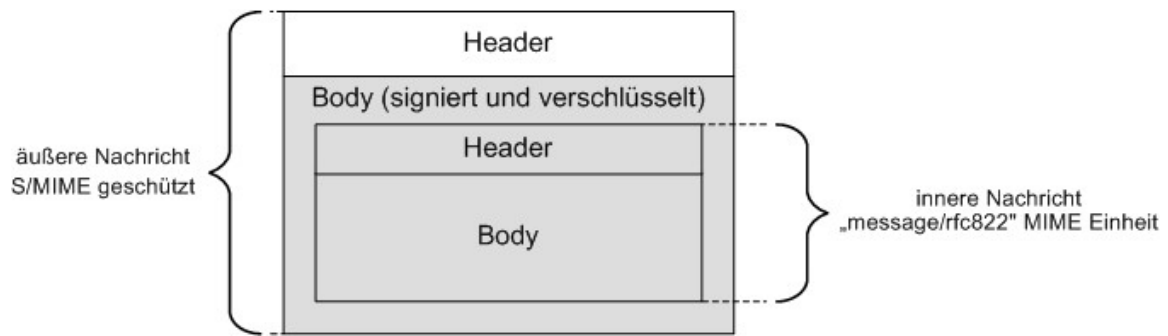 Header
Body (signiert und verschlüsselt)
Header
Body
äußere Nachricht
S/MIME geschützt
innere Nachricht
„message/rfc822" MIME Einheit